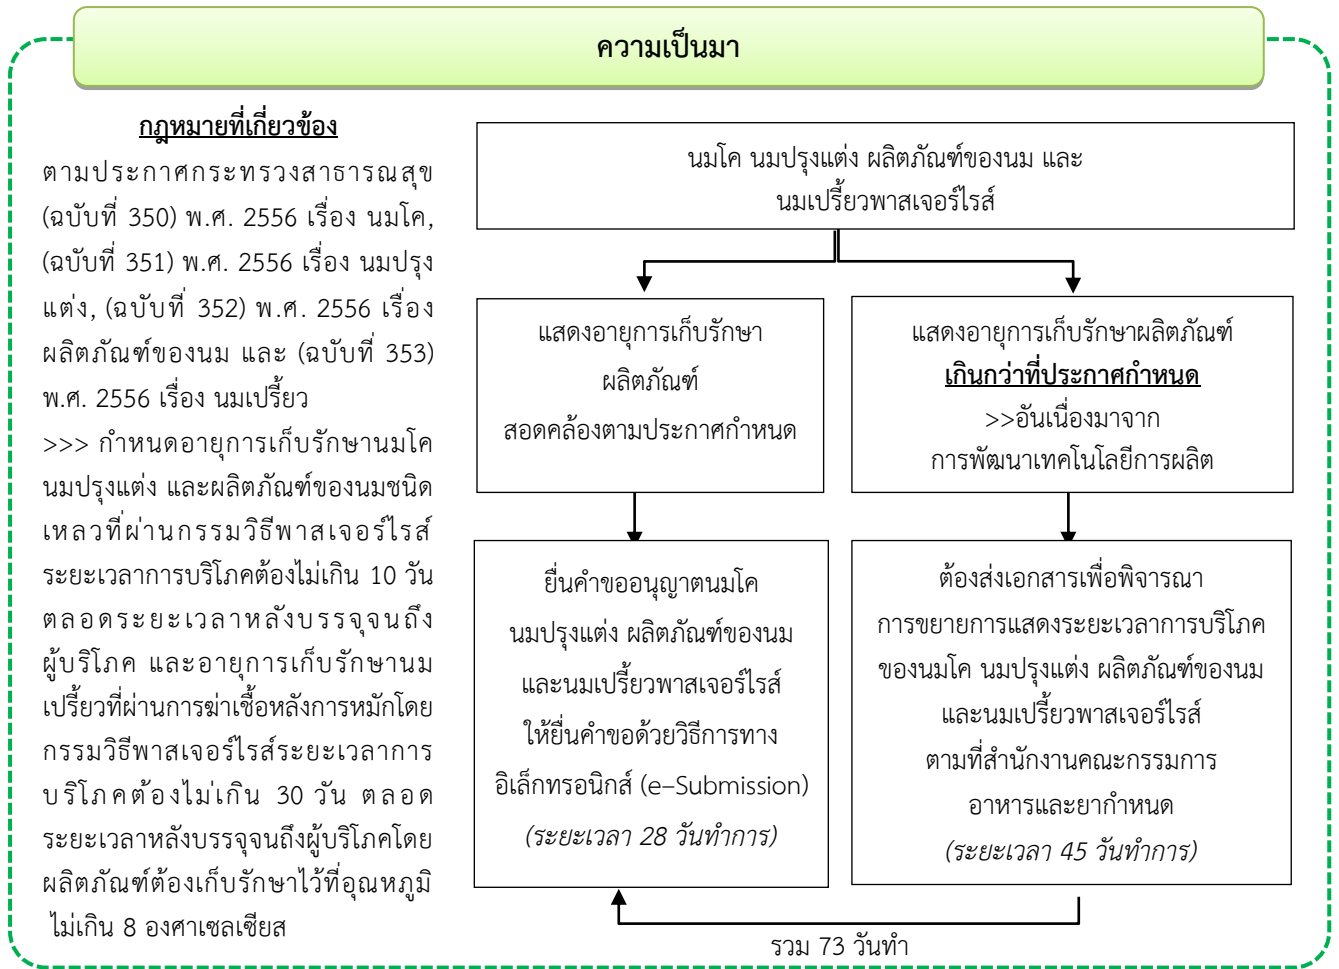 ความเป็นมา
กฎหมายที่เกี่ยวข้อง
ตามประกาศกระทรวงสาธารณสุข
(ฉบับที่ 350) พ.ศ. 2556 เรื่อง นมโค,
(ฉบับที่ 351) พ.ศ. 2556 เรื่อง นมปรุง
แต่ง, (ฉบับที่ 352) พ.ศ. 2556 เรื่อง
ผลิตภัณฑ์ของนม และ (ฉบับที่ 353)
พ.ศ. 2556 เรื่อง นมเปรี้ยว
>>> กำหนดอายุการเก็บรักษานมโค
นมปรุงแต่ง และผลิตภัณฑ์ของนมชนิด
เหลวที่ผ่านกรรมวิธีพาสเจอร์ไรส์
ระยะเวลาการบริโภคต้องไม่เกิน 10 วัน
ตลอดระยะเวลาหลังบรรจุจนถึง
ผู้บริโภค และอายุการเก็บรักษานม
เปรี้ยวที่ผ่านการฆ่าเชื้อหลังการหมักโดย
กรรมวิธีพาสเจอร์ไรส์ระยะเวลาการ
บริโภคต้องไม่เกิน 30 วัน ตลอด
ระยะเวลาหลังบรรจุจนถึงผู้บริโภคโดย
ผลิตภัณฑ์ต้องเก็บรักษาไว้ที่อุณหภูมิ
ไม่เกิน 8 องศาเซลเซียส
นมโค นมปรุงแต่ง ผลิตภัณฑ์ของนม และ
นมเปรี้ยวพาสเจอร์ไรส์
แสดงอายุการเก็บรักษา
ผลิตภัณฑ์
สอดคล้องตามประกาศกำหนด
แสดงอายุการเก็บรักษาผลิตภัณฑ์
เกินกว่าที่ประกาศกำหนด
>>อันเนื่องมาจาก
การพัฒนาเทคโนโลยีการผลิต
ยื่นคำขออนุญาตนมโค
นมปรุงแต่ง ผลิตภัณฑ์ของนม
และนมเปรี้ยวพาสเจอร์ไรส์
ให้ยื่นคำขอด้วยวิธีการทาง
อิเล็กทรอนิกส์ (e-Submission)
(ระยะเวลา 28 วันทำการ)
ต้องส่งเอกสารเพื่อพิจารณา
การขยายการแสดงระยะเวลาการบริโภค
ของนมโค นมปรุงแต่ง ผลิตภัณฑ์ของนม
และนมเปรี้ยวพาสเจอร์ไรส์
ตามที่สำนักงานคณะกรรมการ
อาหารและยากำหนด
(ระยะเวลา 45 วันทำการ)
รวม 73 วันทำ